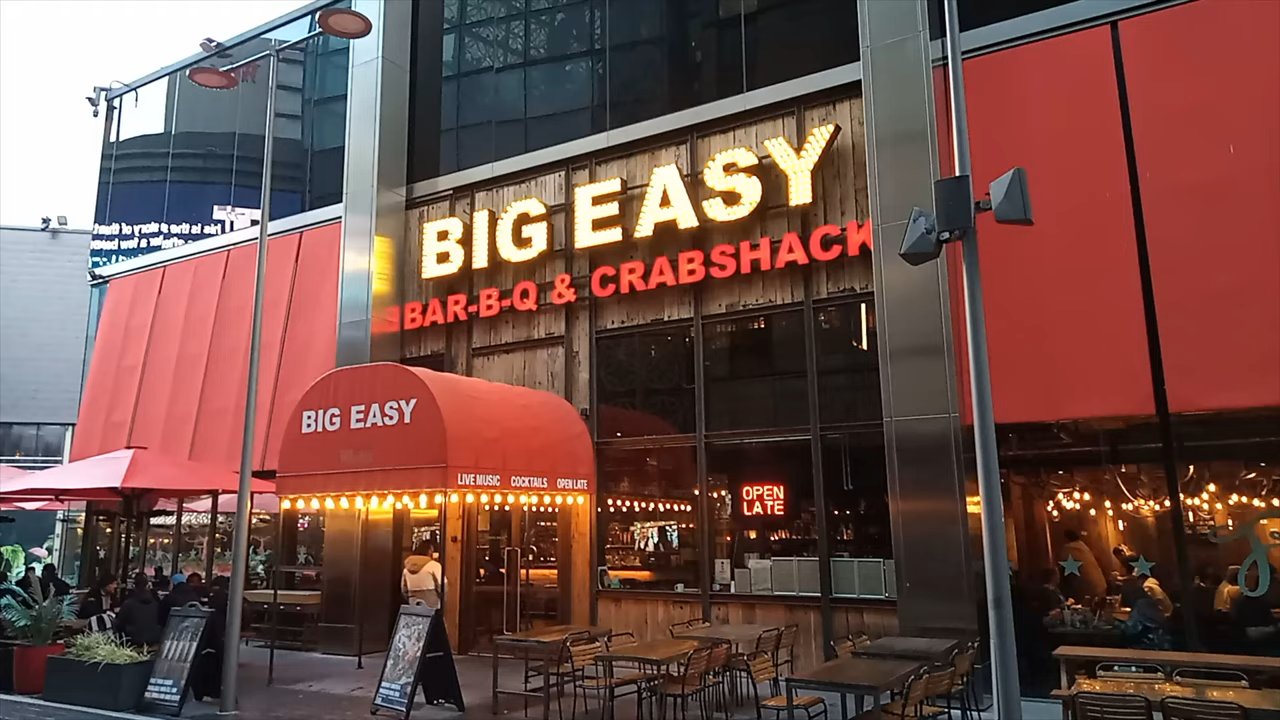 BIG EASY
BAR-B-Q & CRABSHACK
BIG EASY
LIVE MUSIC COCKTAILS OPEN LATE
OPEN
LATE